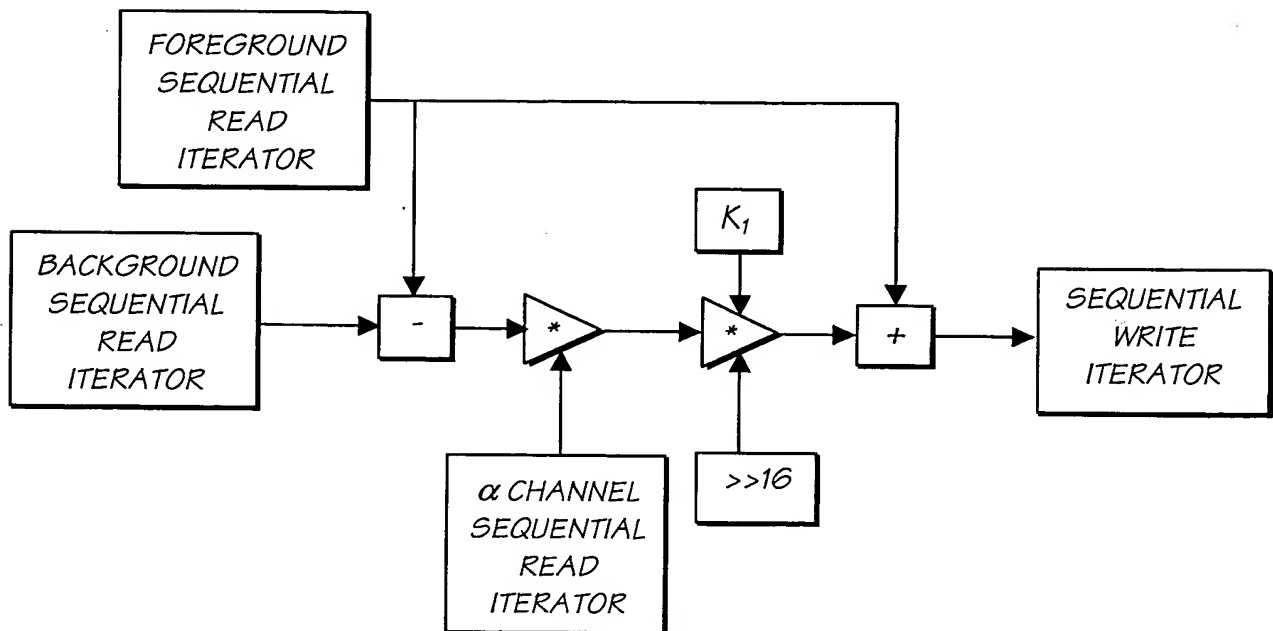 FOREGROUND
SEQUENTIAL
READ
ITERATOR
K₁
BACKGROUND
SEQUENTIAL
READ
ITERATOR
-
*
*
+
SEQUENTIAL
WRITE
ITERATOR
α CHANNEL
SEQUENTIAL
READ
ITERATOR
>>16